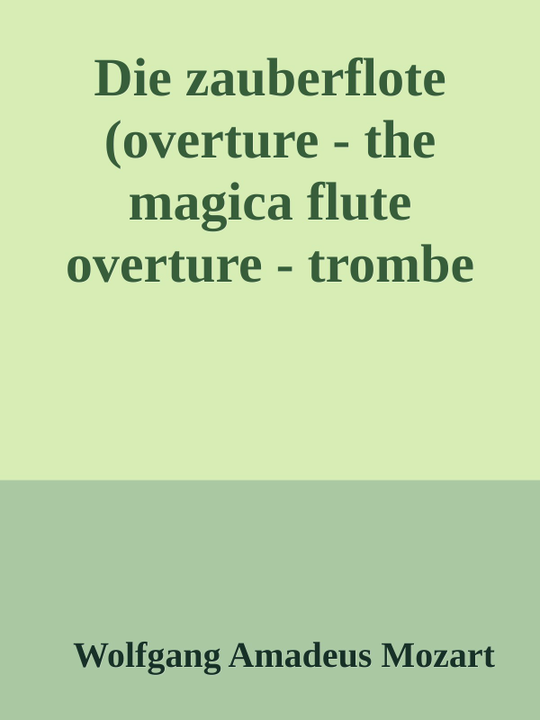 Die zauberflote
(overture - the
magica flute
overture - trombe
Wolfgang Amadeus Mozart